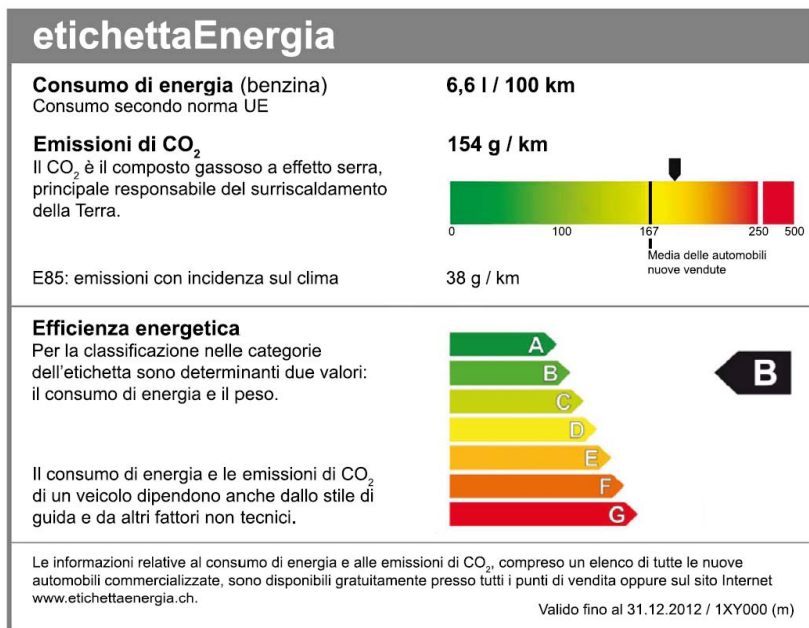 etichettaEnergia
Consumo di energia (benzina) 6,6 l / 100 km
Consumo secondo norma UE
Emissioni di CO₂ 154 g / km
Il CO₂ è il composto gassoso a effetto serra,
principale responsabile del surriscaldamento
della Terra.
0 100 167 250 500
Media delle automobili
nuove vendute
E85: emissioni con incidenza sul clima 38 g / km
Efficienza energetica
Per la classificazione nelle categorie
dell'etichetta sono determinanti due valori:
il consumo di energia e il peso.
Il consumo di energia e le emissioni di CO₂
di un veicolo dipendono anche dallo stile di
guida e da altri fattori non tecnici.
A
B
C
D
E
F
G
B
Le informazioni relative al consumo di energia e alle emissioni di CO₂, compreso un elenco di tutte le nuove
automobili commercializzate, sono disponibili gratuitamente presso tutti i punti di vendita oppure sul sito Internet
www.etichettaenergia.ch.
Valido fino al 31.12.2012 / 1XY000 (m)